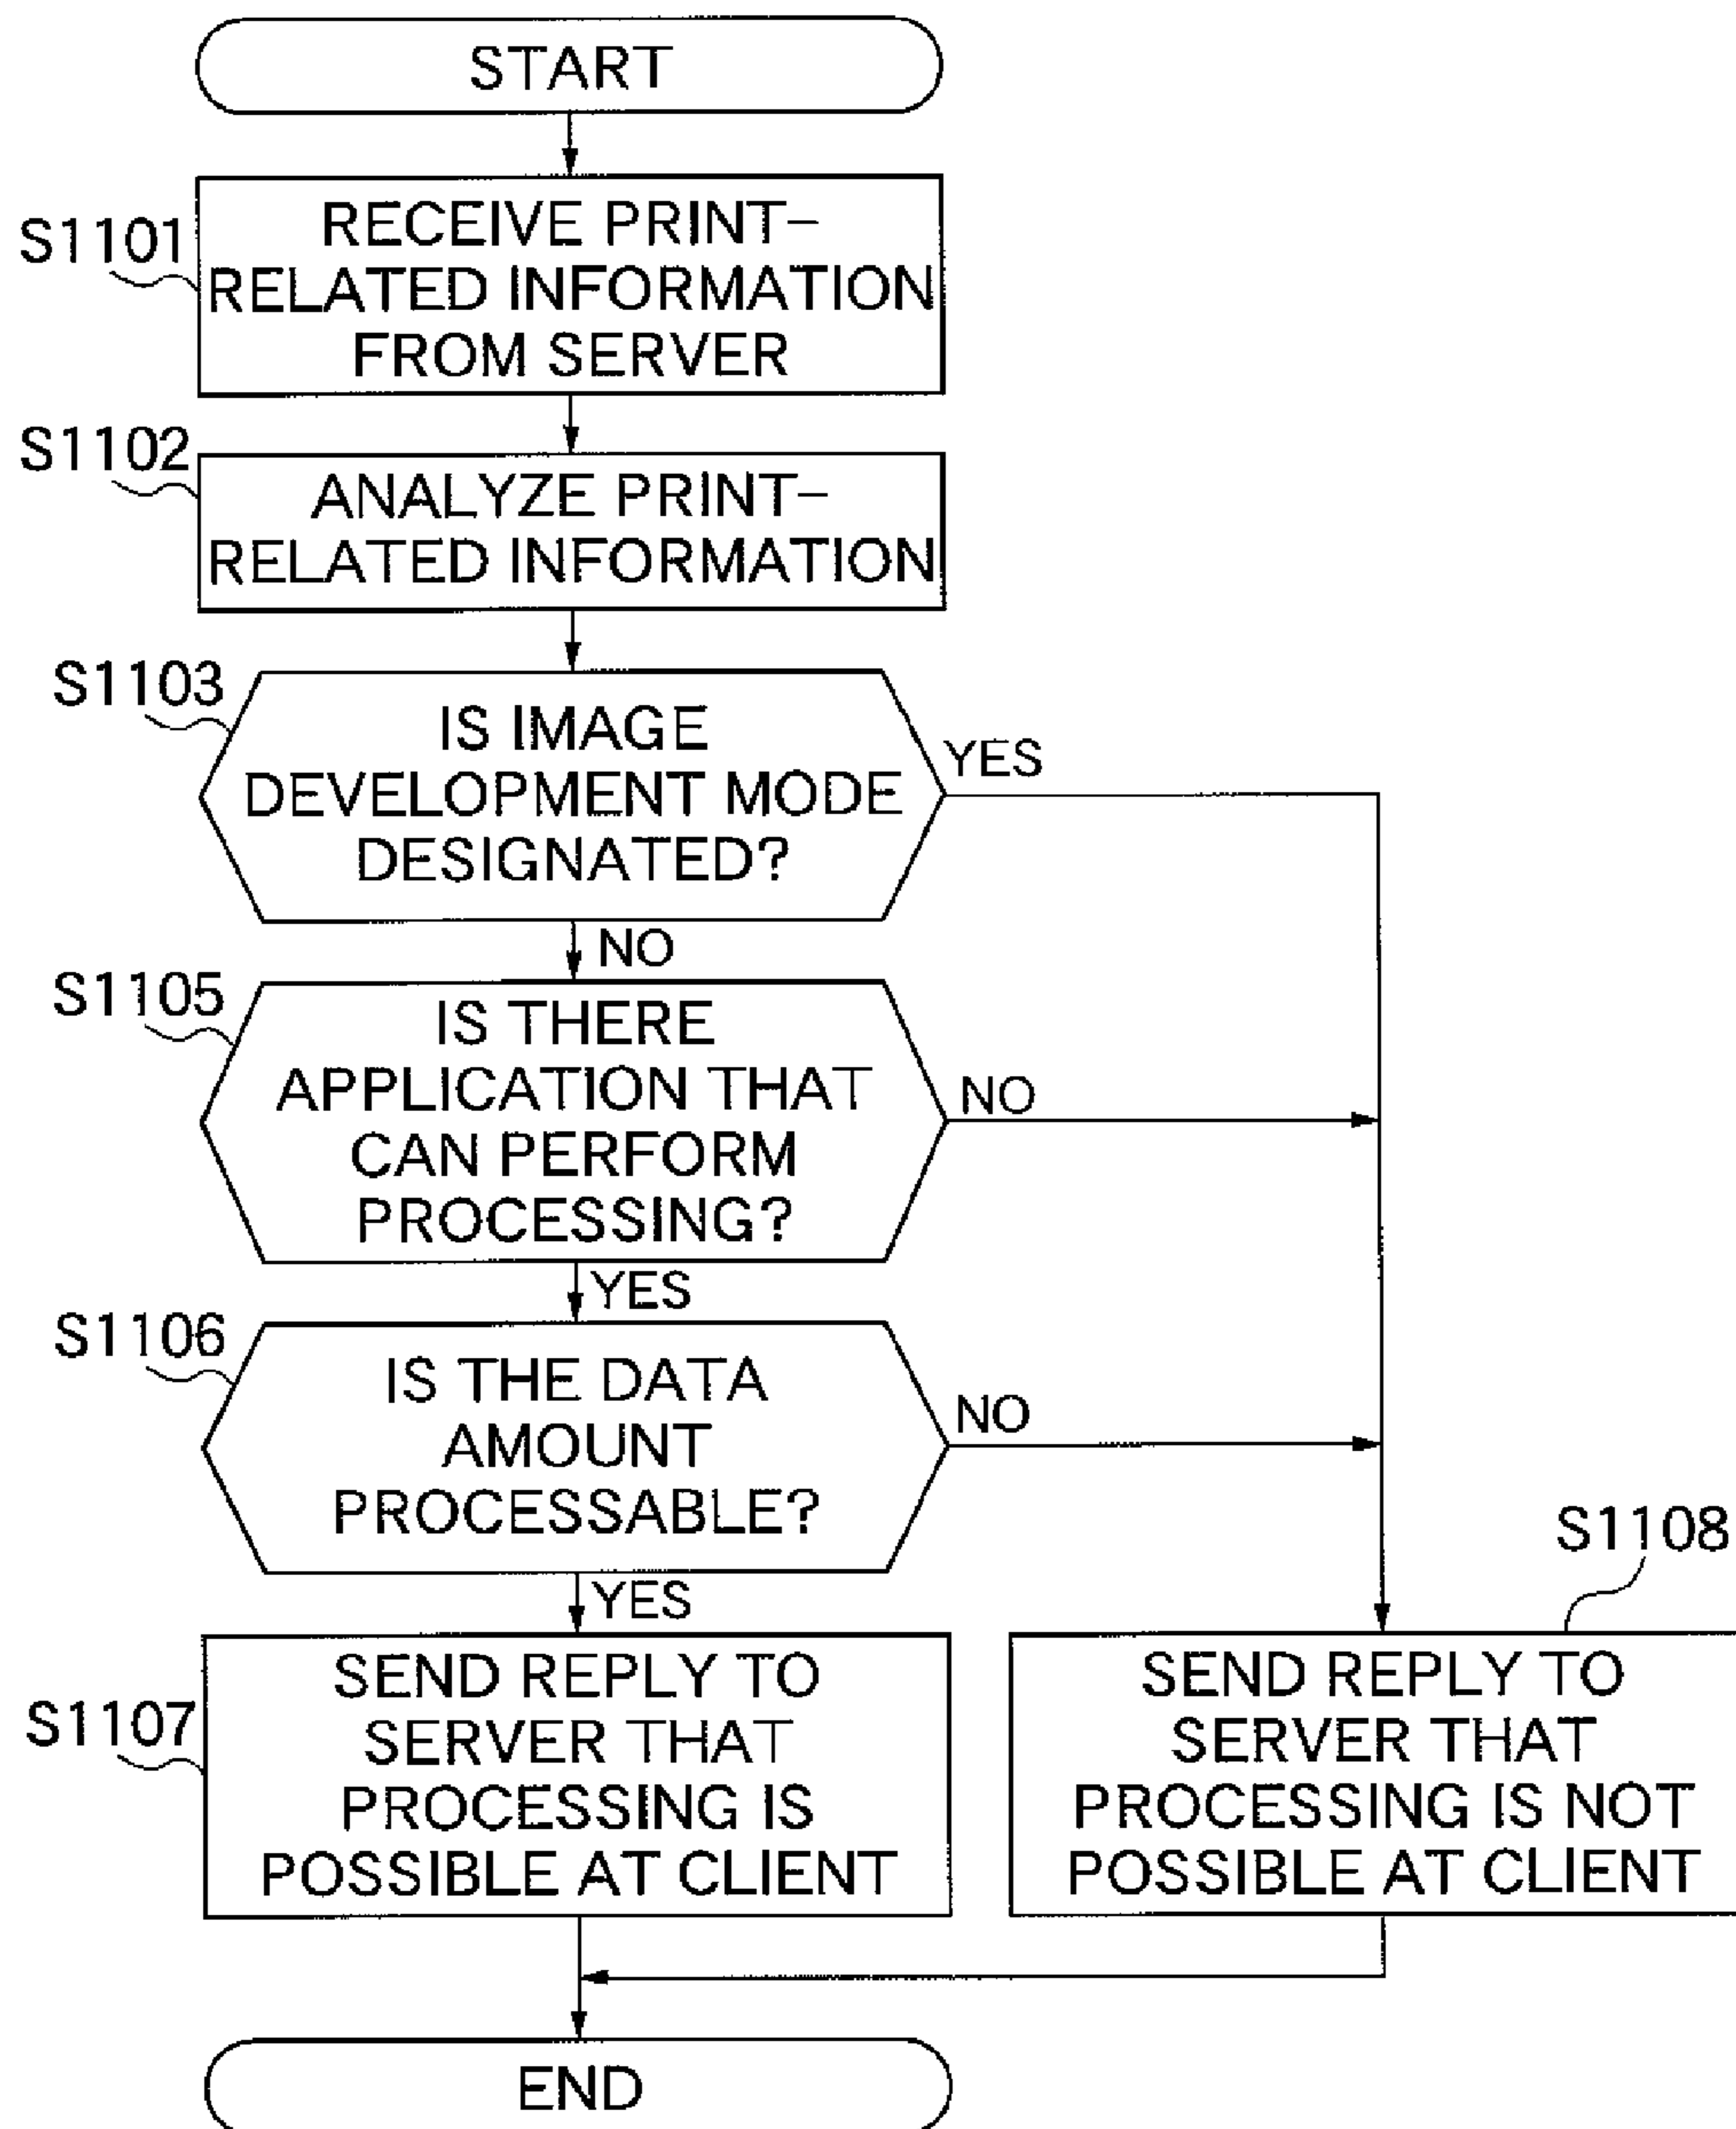 START
S1101
RECEIVE PRINT-
RELATED INFORMATION
FROM SERVER
S1102
ANALYZE PRINT-
RELATED INFORMATION
S1103
IS IMAGE
DEVELOPMENT MODE
DESIGNATED?
YES
NO
S1105
IS THERE
APPLICATION THAT
CAN PERFORM
PROCESSING?
NO
YES
S1106
IS THE DATA
AMOUNT
PROCESSABLE?
NO
YES
S1107
SEND REPLY TO
SERVER THAT
PROCESSING IS
POSSIBLE AT CLIENT
S1108
SEND REPLY TO
SERVER THAT
PROCESSING IS NOT
POSSIBLE AT CLIENT
END